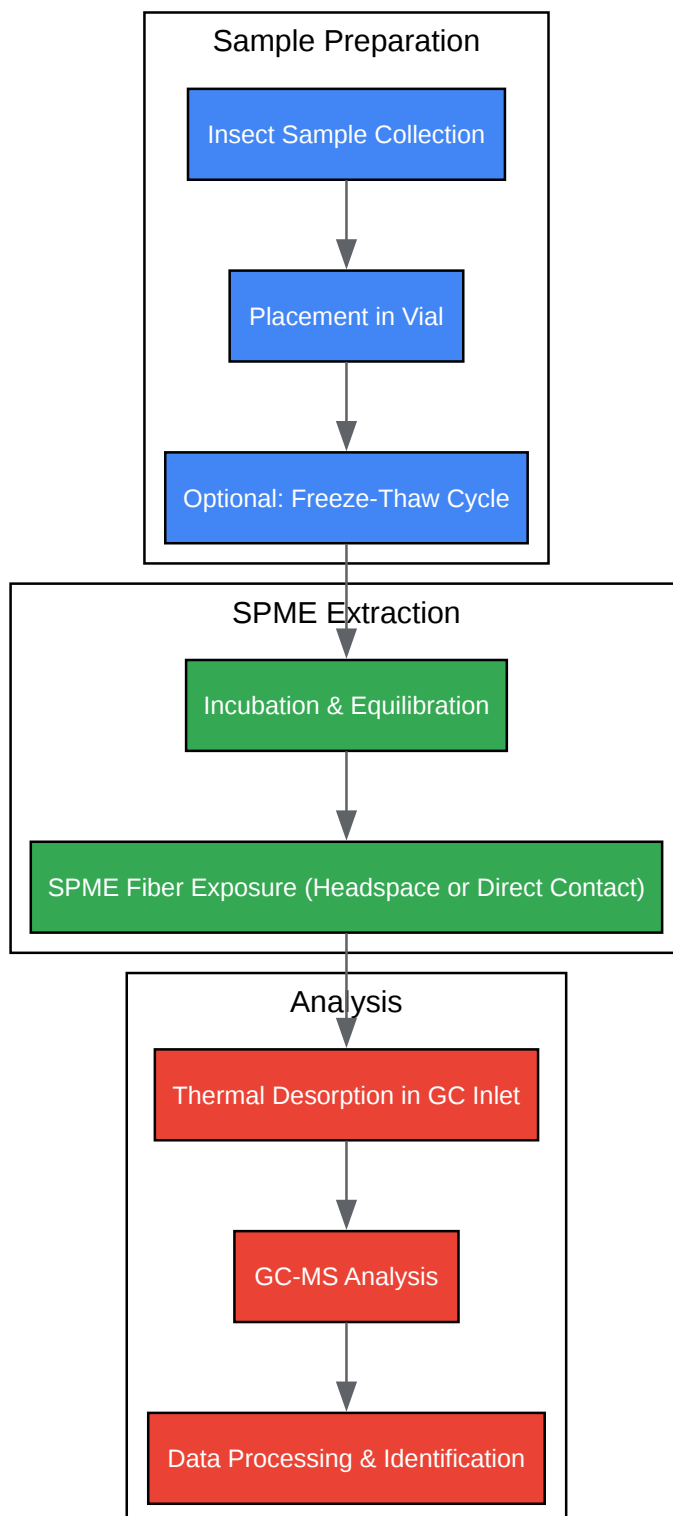 Sample Preparation
Insect Sample Collection
Placement in Vial
Optional: Freeze-Thaw Cycle
SPME Extraction
Incubation & Equilibration
SPME Fiber Exposure (Headspace or Direct Contact)
Analysis
Thermal Desorption in GC Inlet
GC-MS Analysis
Data Processing & Identification